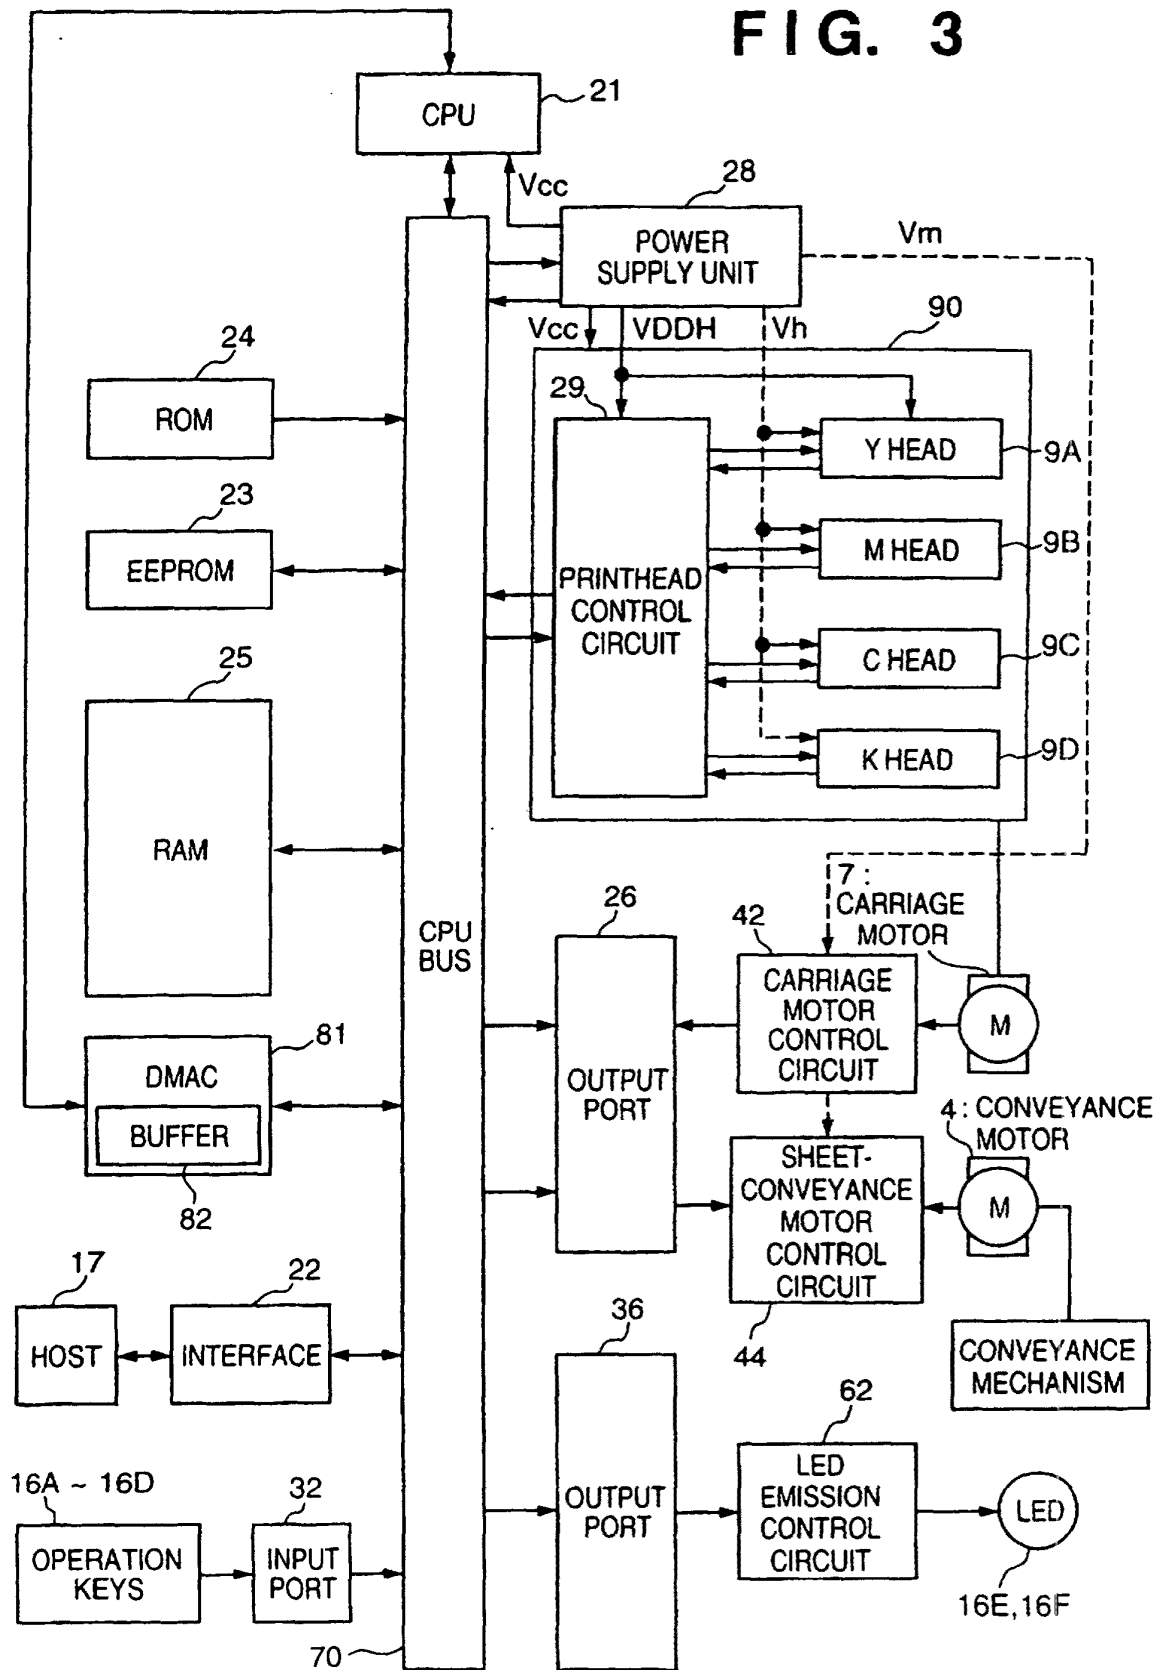 FIG. 3
CPU
21
Vcc
28
POWER
SUPPLY UNIT
Vm
Vcc
VDDH
Vh
90
24
ROM
29
Y HEAD
9A
23
EEPROM
M HEAD
9B
PRINTHEAD
CONTROL
CIRCUIT
C HEAD
9C
25
RAM
K HEAD
9D
CPU
BUS
26
OUTPUT
PORT
42
7 :
CARRIAGE
MOTOR
CARRIAGE
MOTOR
CONTROL
CIRCUIT
M
81
DMAC
BUFFER
82
4 : CONVEYANCE
MOTOR
SHEET-
CONVEYANCE
MOTOR
CONTROL
CIRCUIT
M
44
17
HOST
22
INTERFACE
36
OUTPUT
PORT
CONVEYANCE
MECHANISM
62
LED
EMISSION
CONTROL
CIRCUIT
LED
16E,16F
16A ~ 16D
OPERATION
KEYS
32
INPUT
PORT
70